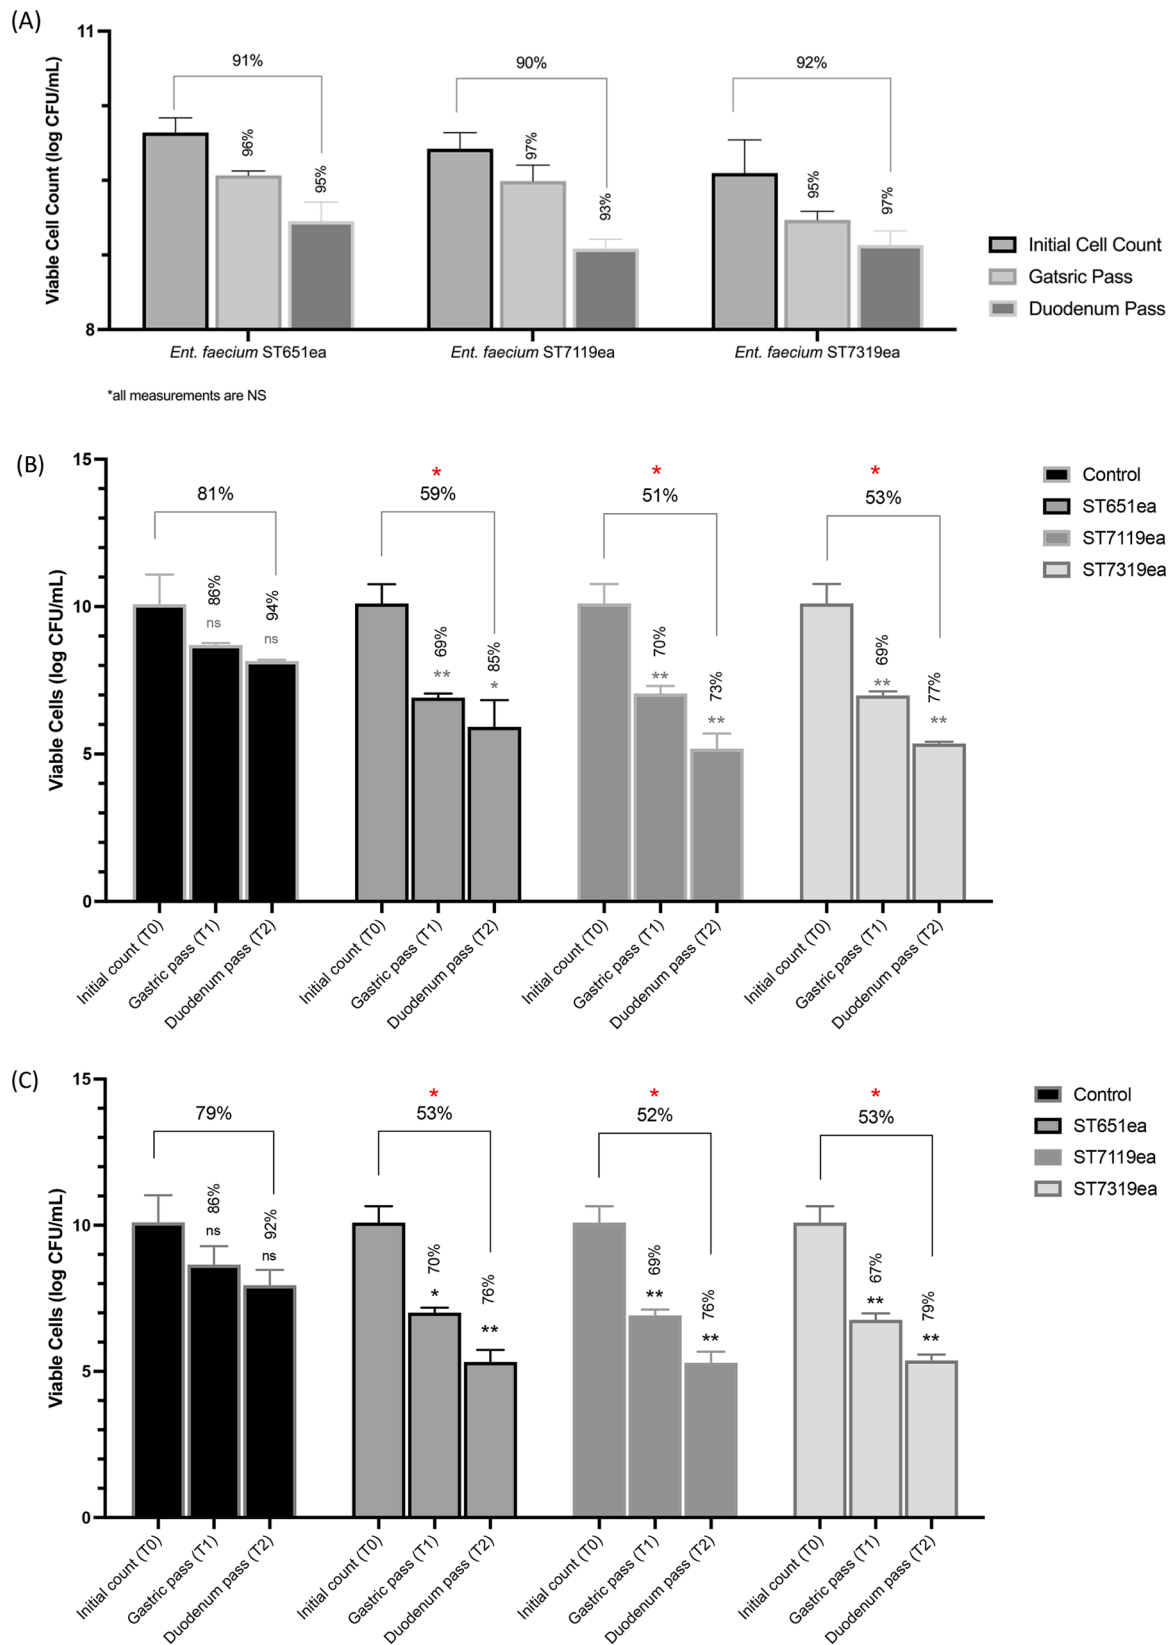 (A)
11
8
Viable Cell Count (log CFU/mL)
91%
96%
95%
90%
97%
93%
92%
95%
97%
Ent. faecium ST651ea
Ent. faecium ST7119ea
Ent. faecium ST7319ea
Initial Cell Count
Gatsric Pass
Duodenum Pass
*all measurements are NS
(B)
15
10
5
0
Viable Cells (log CFU/mL)
81%
86%
ns
94%
ns
*
59%
69%
**
85%
*
*
51%
70%
**
73%
**
*
53%
69%
**
77%
**
Control
ST651ea
ST7119ea
ST7319ea
Initial count (T0)
Gastric pass (T1)
Duodenum pass (T2)
Initial count (T0)
Gastric pass (T1)
Duodenum pass (T2)
Initial count (T0)
Gastric pass (T1)
Duodenum pass (T2)
Initial count (T0)
Gastric pass (T1)
Duodenum pass (T2)
(C)
15
10
5
0
Viable Cells (log CFU/mL)
79%
86%
ns
92%
ns
*
53%
70%
*
76%
**
*
52%
69%
**
76%
**
*
53%
67%
**
79%
**
Control
ST651ea
ST7119ea
ST7319ea
Initial count (T0)
Gastric pass (T1)
Duodenum pass (T2)
Initial count (T0)
Gastric pass (T1)
Duodenum pass (T2)
Initial count (T0)
Gastric pass (T1)
Duodenum pass (T2)
Initial count (T0)
Gastric pass (T1)
Duodenum pass (T2)